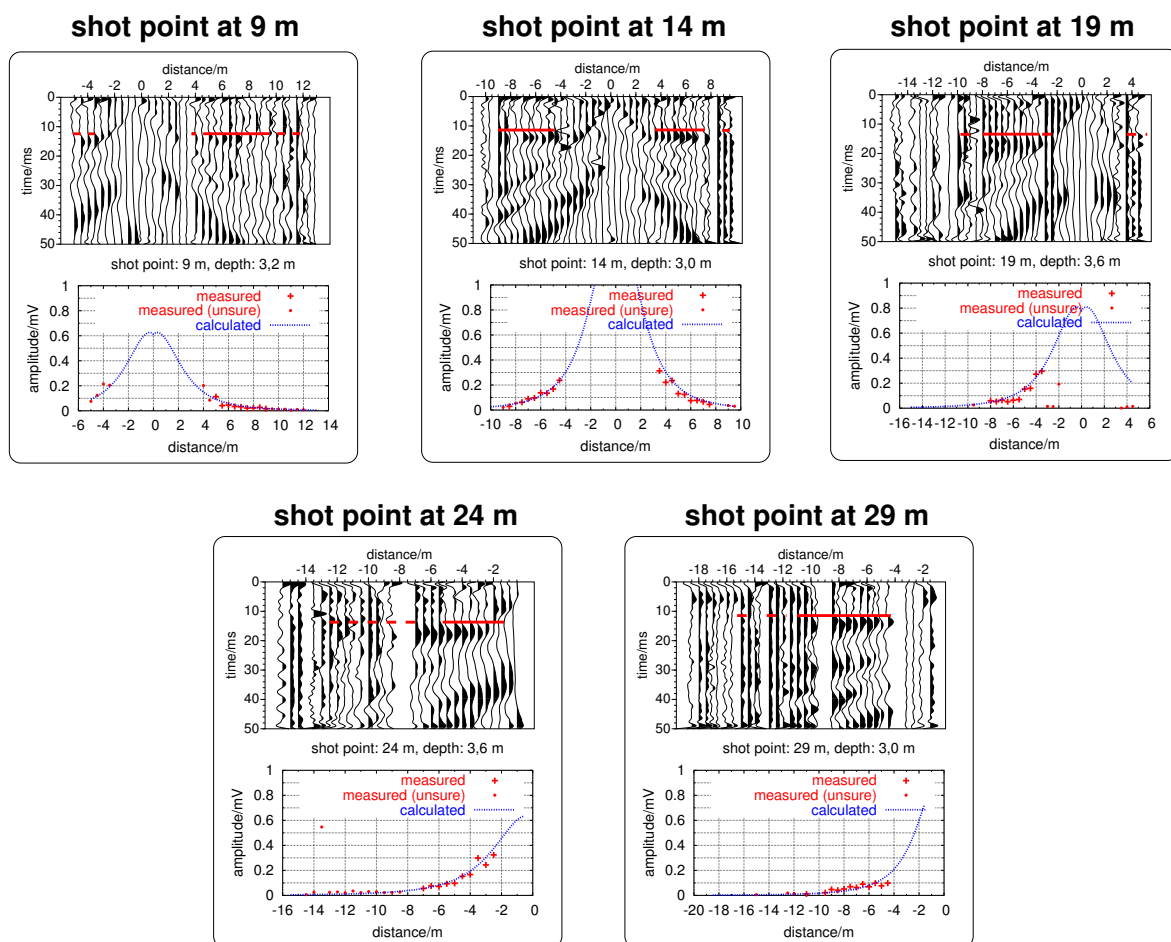 shot point at 9 m
distance/m
-4 -2 0 2 4 6 8 10 12
time/ms
0
10
20
30
40
50
shot point: 9 m, depth: 3,2 m
amplitude/mV
1
0.8
0.6
0.4
0.2
0
measured
measured (unsure)
calculated
-6 -4 -2 0 2 4 6 8 10 12 14
distance/m
shot point at 14 m
distance/m
-10 -8 -6 -4 -2 0 2 4 6 8
time/ms
0
10
20
30
40
50
shot point: 14 m, depth: 3,0 m
amplitude/mV
1
0.8
0.6
0.4
0.2
0
measured
measured (unsure)
calculated
-10 -8 -6 -4 -2 0 2 4 6 8 10
distance/m
shot point at 19 m
distance/m
-14 -12 -10 -8 -6 -4 -2 0 2 4
time/ms
0
10
20
30
40
50
shot point: 19 m, depth: 3,6 m
amplitude/mV
1
0.8
0.6
0.4
0.2
0
measured
measured (unsure)
calculated
-16 -14 -12 -10 -8 -6 -4 -2 0 2 4 6
distance/m
shot point at 24 m
distance/m
-14 -12 -10 -8 -6 -4 -2
time/ms
0
10
20
30
40
50
shot point: 24 m, depth: 3,6 m
amplitude/mV
1
0.8
0.6
0.4
0.2
0
measured
measured (unsure)
calculated
-16 -14 -12 -10 -8 -6 -4 -2 0
distance/m
shot point at 29 m
distance/m
-18 -16 -14 -12 -10 -8 -6 -4 -2
time/ms
0
10
20
30
40
50
shot point: 29 m, depth: 3,0 m
amplitude/mV
1
0.8
0.6
0.4
0.2
0
measured
measured (unsure)
calculated
-20 -18 -16 -14 -12 -10 -8 -6 -4 -2 0
distance/m